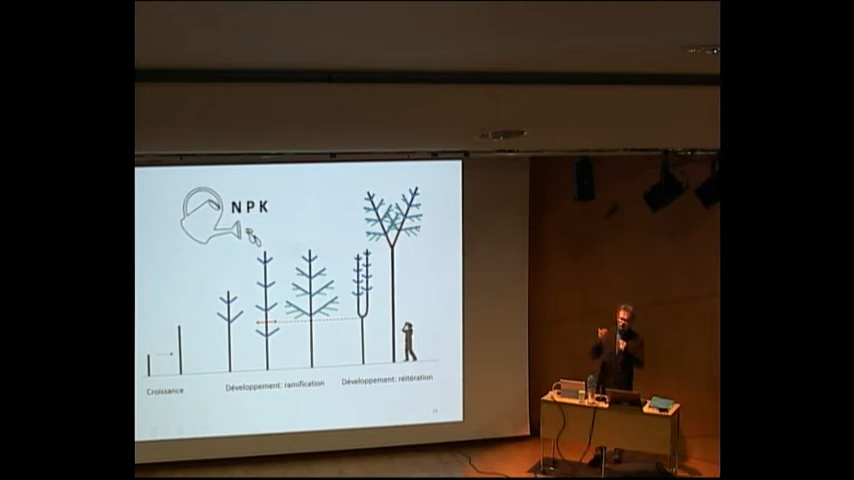 NPK
Croissance
Développement: ramification
Développement: réitération